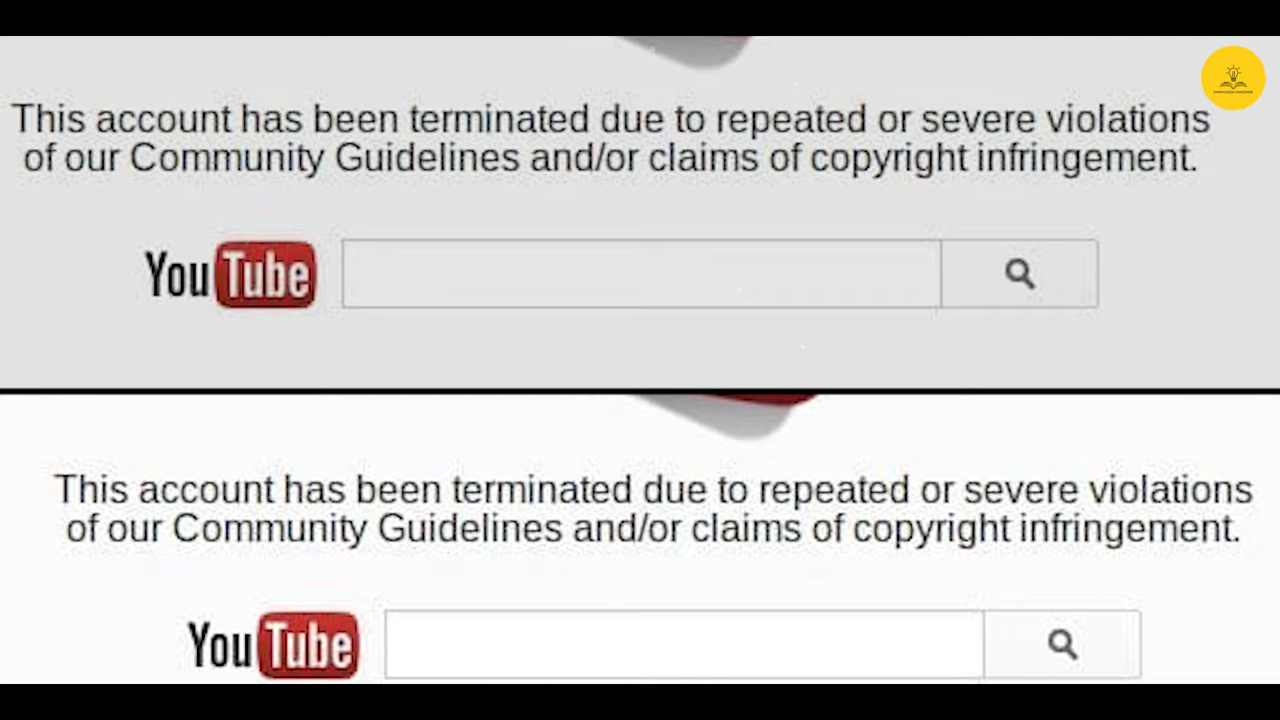 This account has been terminated due to repeated or severe violations
of our Community Guidelines and/or claims of copyright infringement.
YouTube
This account has been terminated due to repeated or severe violations
of our Community Guidelines and/or claims of copyright infringement.
YouTube